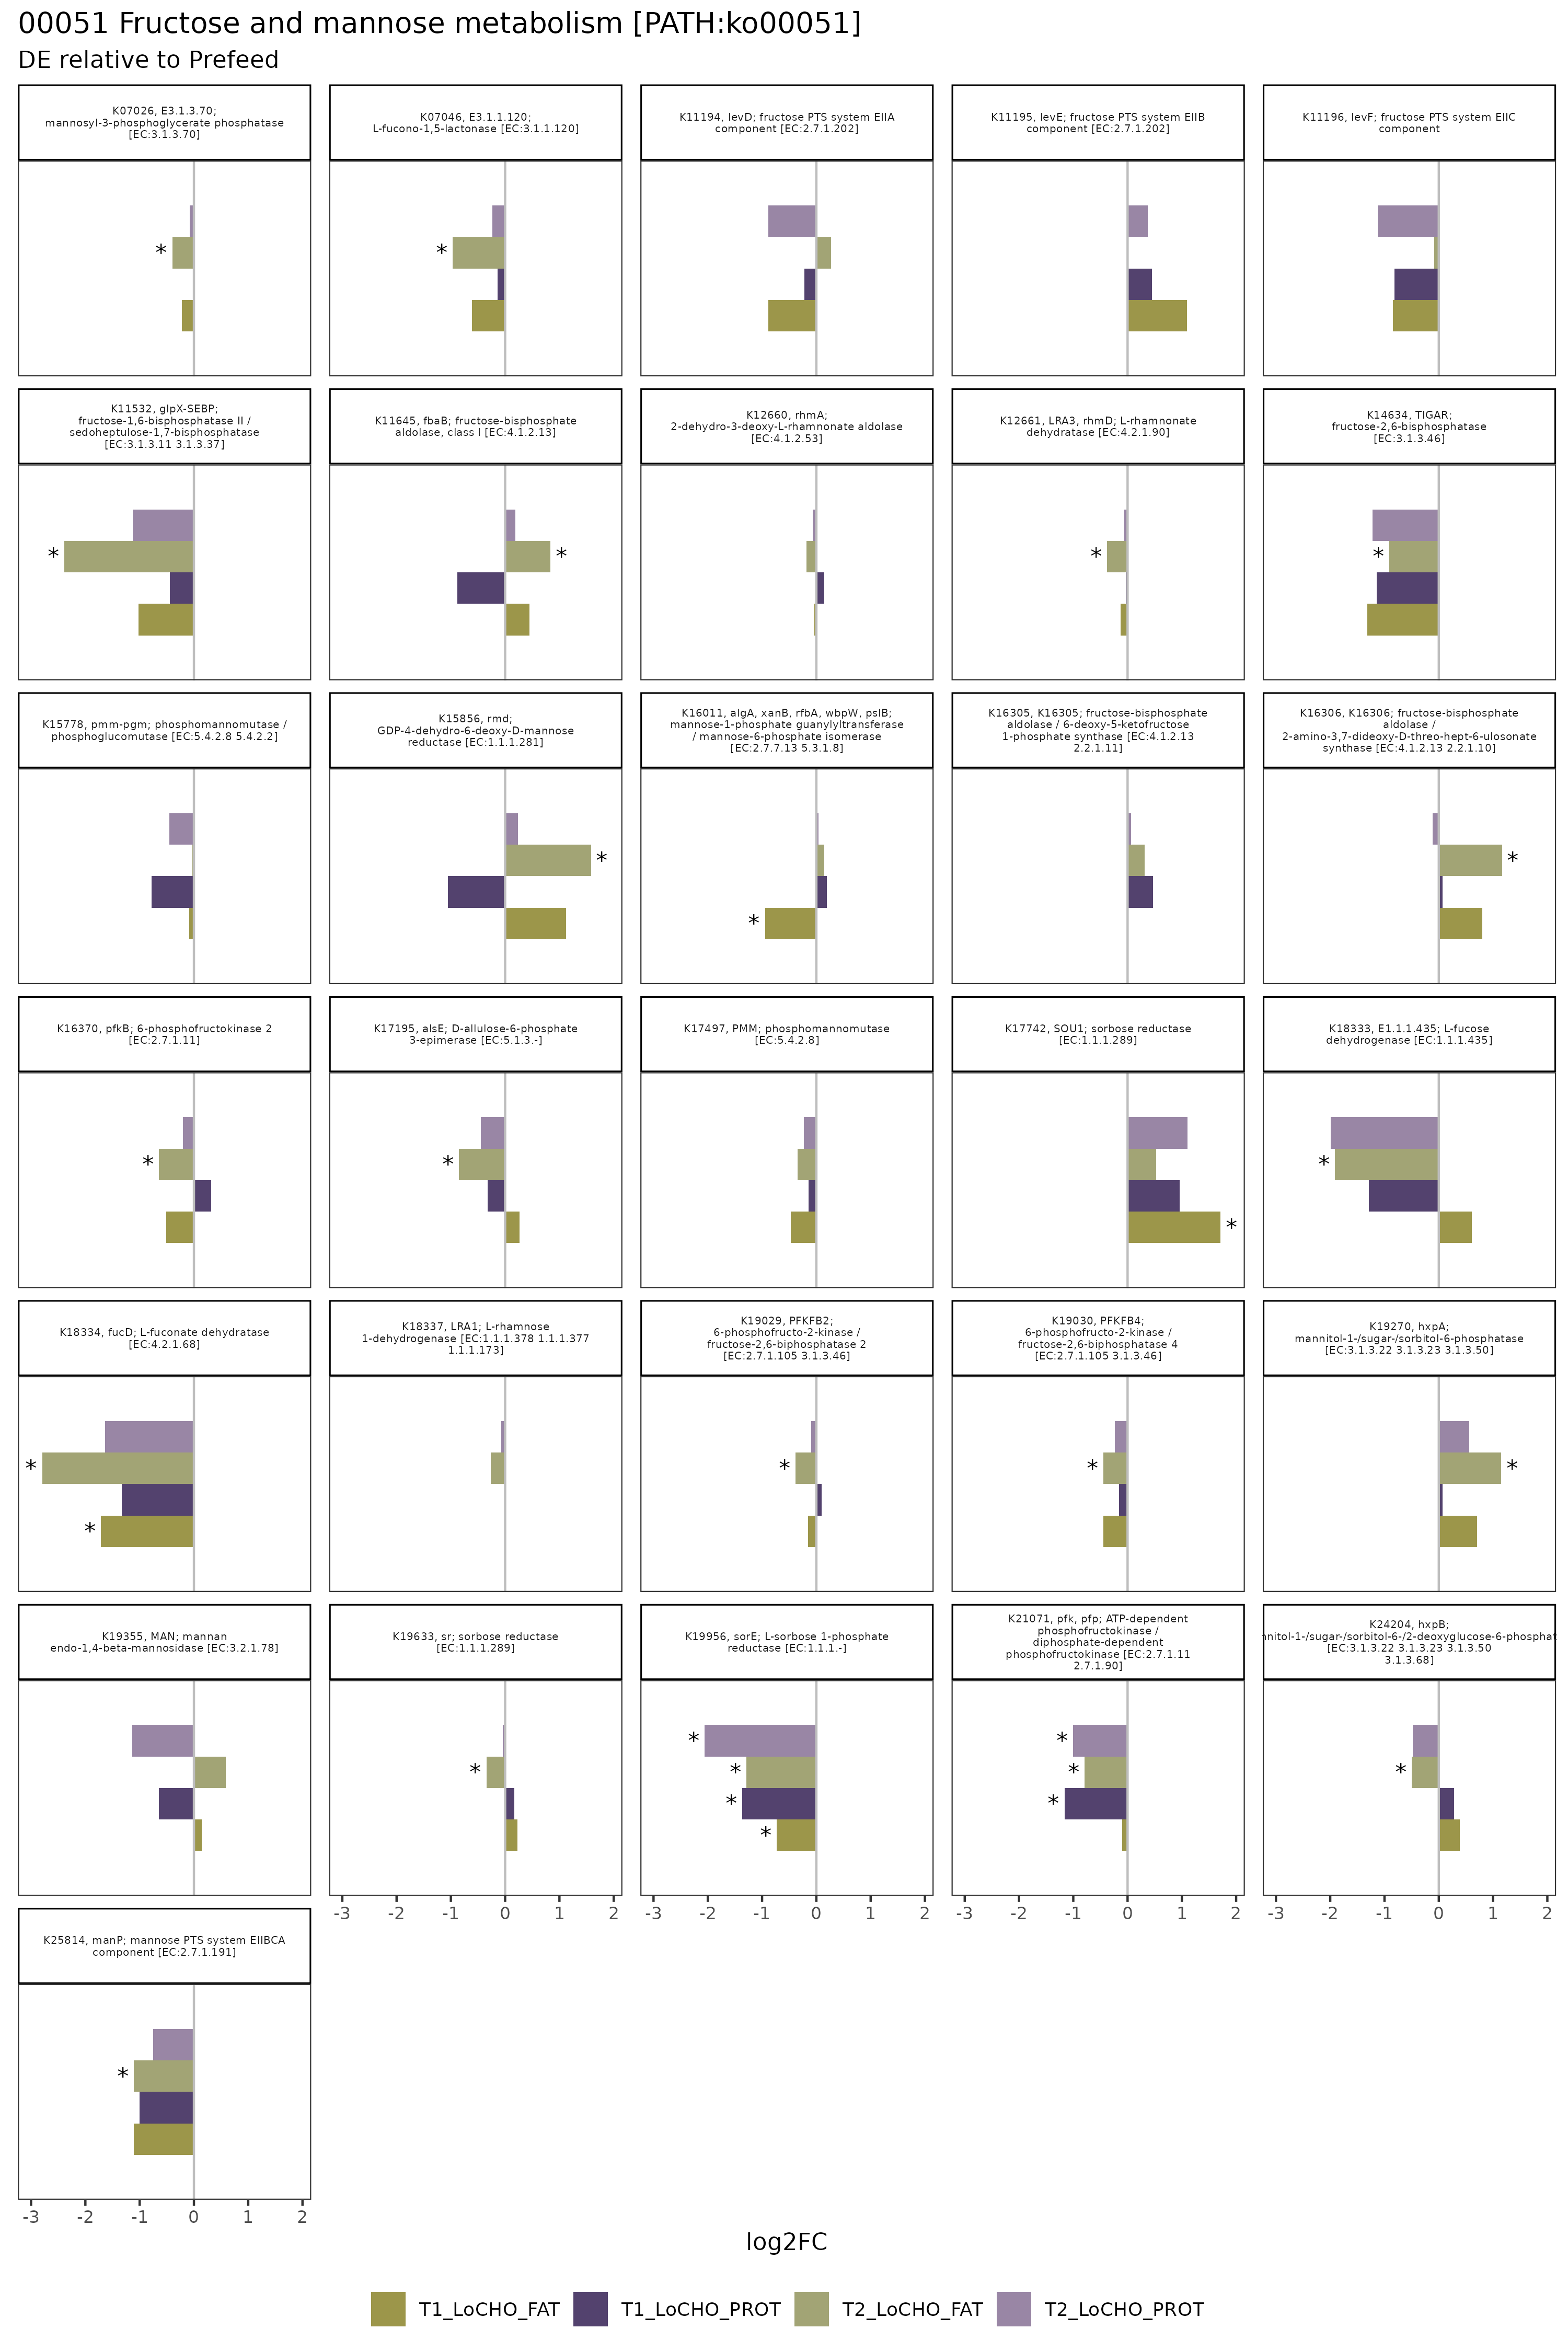 00051 Fructose and mannose metabolism [PATH:ko00051]
DE relative to Prefeed
K07026, E3.1.3.70;
mannosyl-3-phosphoglycerate phosphatase
[EC:3.1.3.70]
K07046, E3.1.1.120;
L-fucono-1,5-lactonase [EC:3.1.1.120]
K11194, levD; fructose PTS system EIIA
component [EC:2.7.1.202]
K11195, levE; fructose PTS system EIIB
component [EC:2.7.1.202]
K11196, levF; fructose PTS system EIIC
component
*
*
K11532, glpX-SEBP;
fructose-1,6-bisphosphatase II /
sedoheptulose-1,7-bisphosphatase
[EC:3.1.3.11 3.1.3.37]
K11645, fbaB; fructose-bisphosphate
aldolase, class I [EC:4.1.2.13]
K12660, rhmA;
2-dehydro-3-deoxy-L-rhamnonate aldolase
[EC:4.1.2.53]
K12661, LRA3, rhmD; L-rhamnonate
dehydratase [EC:4.2.1.90]
K14634, TIGAR;
fructose-2,6-bisphosphatase
[EC:3.1.3.46]
*
*
*
*
K15778, pmm-pgm; phosphomannomutase /
phosphoglucomutase [EC:5.4.2.8 5.4.2.2]
K15856, rmd;
GDP-4-dehydro-6-deoxy-D-mannose
reductase [EC:1.1.1.281]
K16011, algA, xanB, rfbA, wbpW, pslB;
mannose-1-phosphate guanylyltransferase
/ mannose-6-phosphate isomerase
[EC:2.7.7.13 5.3.1.8]
K16305, K16305; fructose-bisphosphate
aldolase / 6-deoxy-5-ketofructose
1-phosphate synthase [EC:4.1.2.13
2.2.1.11]
K16306, K16306; fructose-bisphosphate
aldolase /
2-amino-3,7-dideoxy-D-threo-hept-6-ulosonate
synthase [EC:4.1.2.13 2.2.1.10]
*
*
*
K16370, pfkB; 6-phosphofructokinase 2
[EC:2.7.1.11]
K17195, alsE; D-allulose-6-phosphate
3-epimerase [EC:5.1.3.-]
K17497, PMM; phosphomannomutase
[EC:5.4.2.8]
K17742, SOU1; sorbose reductase
[EC:1.1.1.289]
K18333, E1.1.1.435; L-fucose
dehydrogenase [EC:1.1.1.435]
*
*
*
*
K18334, fucD; L-fuconate dehydratase
[EC:4.2.1.68]
K18337, LRA1; L-rhamnose
1-dehydrogenase [EC:1.1.1.378 1.1.1.377
1.1.1.173]
K19029, PFKFB2;
6-phosphofructo-2-kinase /
fructose-2,6-biphosphatase 2
[EC:2.7.1.105 3.1.3.46]
K19030, PFKFB4;
6-phosphofructo-2-kinase /
fructose-2,6-biphosphatase 4
[EC:2.7.1.105 3.1.3.46]
K19270, hxpA;
mannitol-1-/sugar-/sorbitol-6-phosphatase
[EC:3.1.3.22 3.1.3.23 3.1.3.50]
*
*
*
*
*
K19355, MAN; mannan
endo-1,4-beta-mannosidase [EC:3.2.1.78]
K19633, sr; sorbose reductase
[EC:1.1.1.289]
K19956, sorE; L-sorbose 1-phosphate
reductase [EC:1.1.1.-]
K21071, pfk, pfp; ATP-dependent
phosphofructokinase /
diphosphate-dependent
phosphofructokinase [EC:2.7.1.11
2.7.1.90]
K24204, hxpB;
nnitol-1-/sugar-/sorbitol-6-/2-deoxyglucose-6-phosphat
[EC:3.1.3.22 3.1.3.23 3.1.3.50
3.1.3.68]
*
*
*
*
*
*
*
*
*
-3 -2 -1 0 1 2
-3 -2 -1 0 1 2
-3 -2 -1 0 1 2
-3 -2 -1 0 1 2
K25814, manP; mannose PTS system EIIBCA
component [EC:2.7.1.191]
*
-3 -2 -1 0 1 2
log2FC
T1_LoCHO_FAT T1_LoCHO_PROT T2_LoCHO_FAT T2_LoCHO_PROT